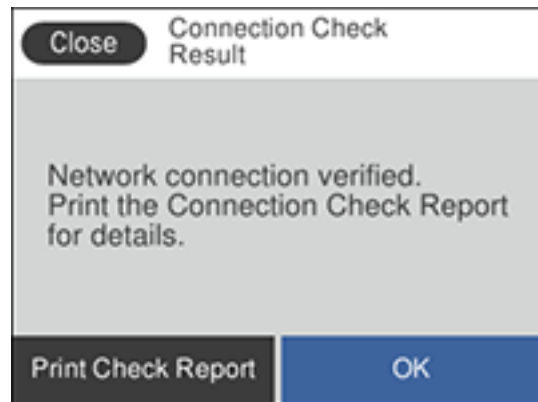 Close
Connection Check
Result
Network connection verified.
Print the Connection Check Report
for details.
Print Check Report
OK